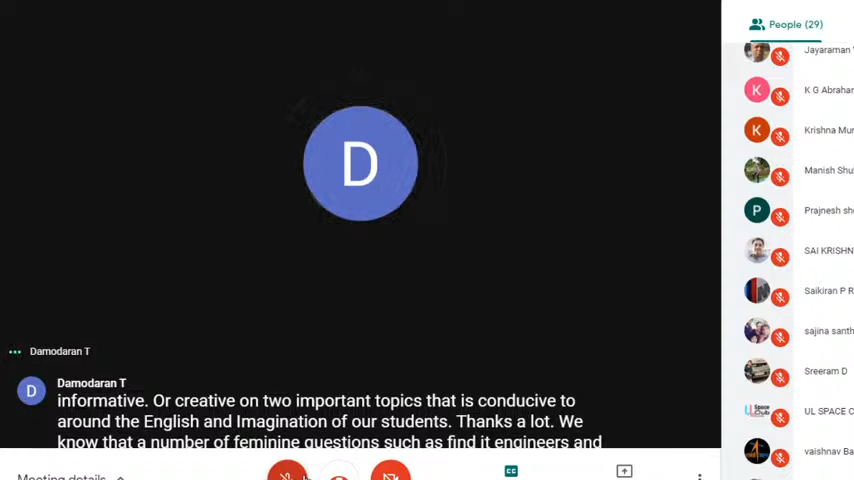 People (29)
Jayaraman
K G Abraham
K
K
Krishna Mur
Manish Shu
P
Prajnesh sh
SAI KRISHN
Saikiran P R
sajina santh
Sreeram D
UL SPACE C
vaishnav Ba
D
Damodaran T
D
Damodaran T
informative. Or creative on two important topics that is conducive to
around the English and Imagination of our students. Thanks a lot. We
know that a number of feminine questions such as find it engineers and
Meeting details
CC